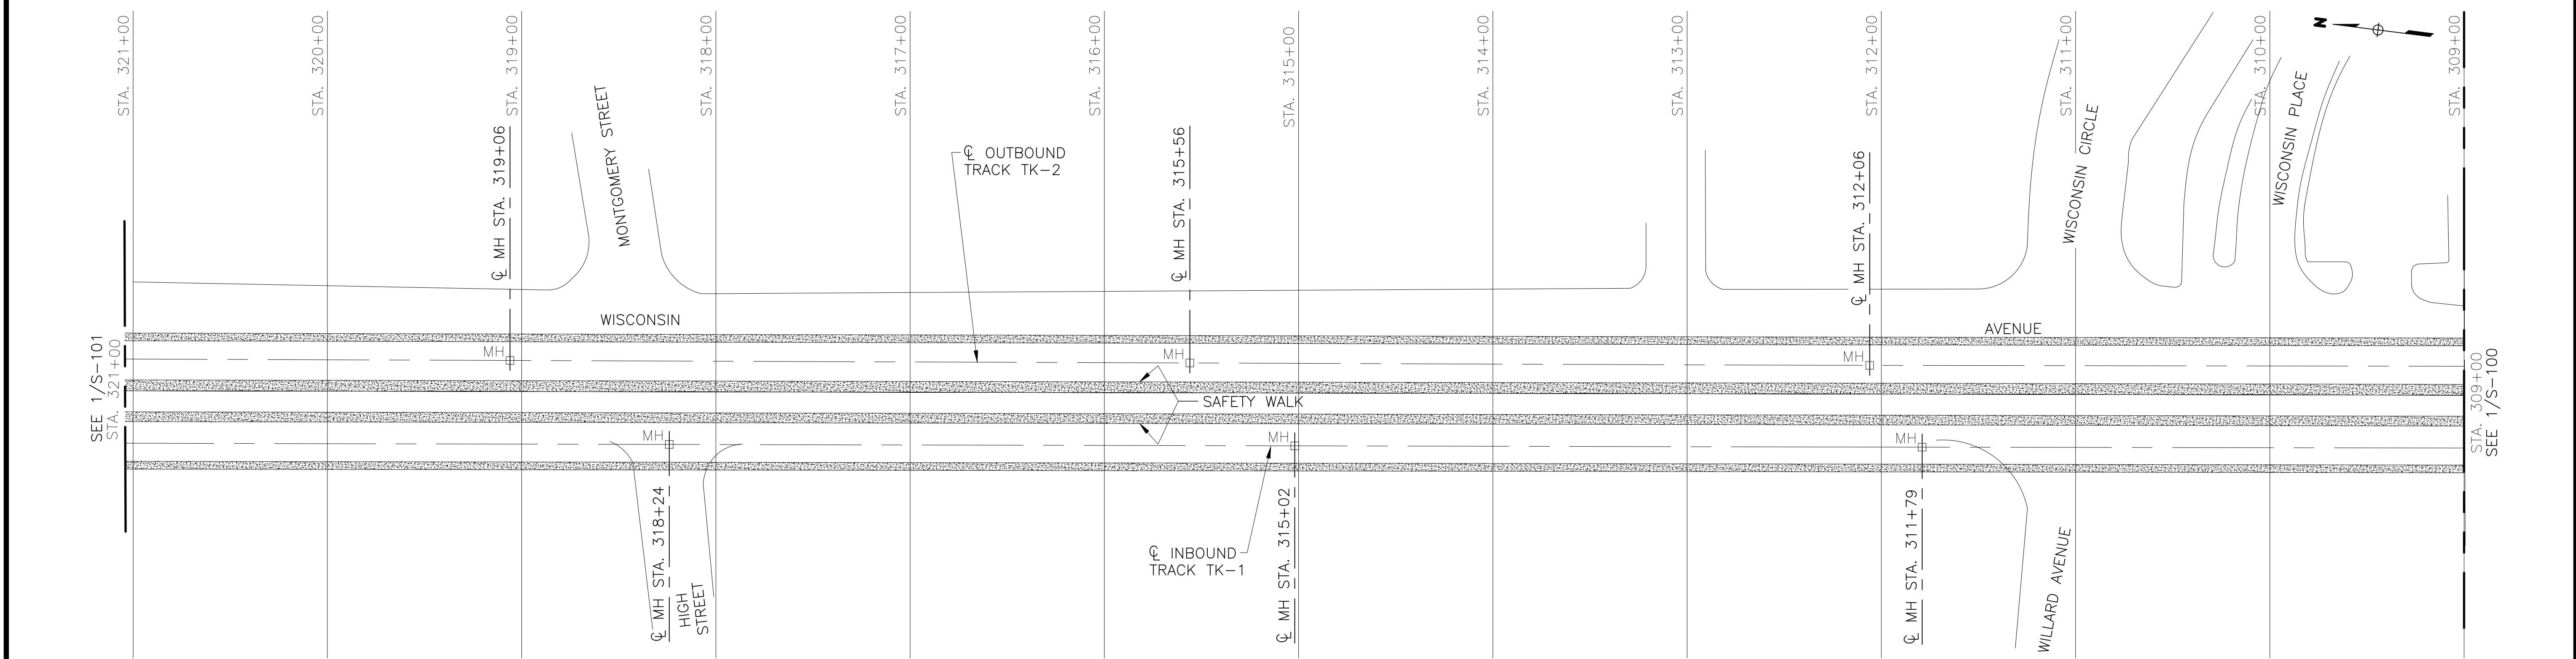 STA. 321+00
STA. 320+00
STA. 319+00
STA. 318+00
STA. 317+00
STA. 316+00
STA. 315+00
STA. 314+00
STA. 313+00
STA. 312+00
STA. 311+00
STA. 310+00
STA. 309+00
N
℄ MH STA. 319+06
MONTGOMERY STREET
℄ OUTBOUND
TRACK TK-2
℄ MH STA. 315+56
℄ MH STA. 312+06
WISCONSIN CIRCLE
WISCONSIN PLACE
WISCONSIN
AVENUE
MH
MH
MH
SEE 1/S-101
STA. 321+00
SAFETY WALK
STA. 309+00
SEE 1/S-100
MH
MH
MH
℄ MH STA. 318+24
HIGH
STREET
℄ INBOUND
TRACK TK-1
℄ MH STA. 315+02
℄ MH STA. 311+79
WILLARD AVENUE